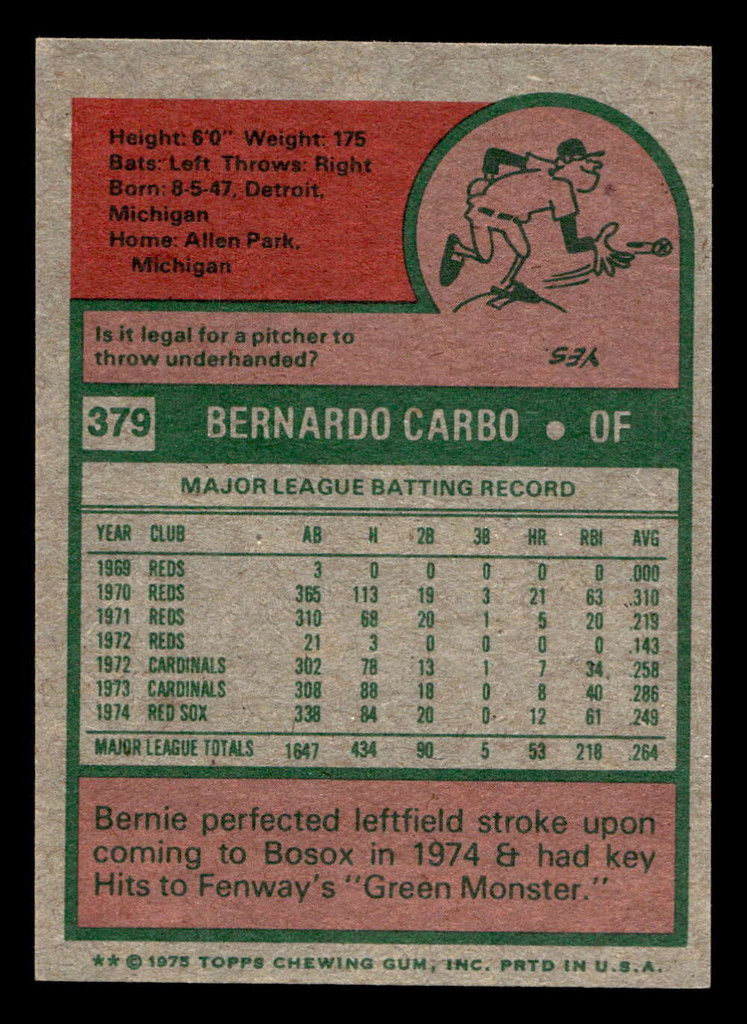 Height: 6'0" Weight: 175
Bats: Left Throws: Right
Born: 8-5-47, Detroit,
Michigan
Home: Allen Park,
Michigan
Is it legal for a pitcher to
throw underhanded?
YES.
379 BERNARDO CARBO • OF
MAJOR LEAGUE BATTING RECORD
YEAR CLUB AB H 2B 3B HR RBI AVG
1969 REDS 3 0 0 0 0 0 .000
1970 REDS 365 113 19 3 21 63 .310
1971 REDS 310 68 20 1 5 20 .219
1972 REDS 21 3 0 0 0 0 .143
1972 CARDINALS 302 78 13 1 7 34 .258
1973 CARDINALS 308 88 18 0 8 40 .286
1974 RED SOX 338 84 20 0 12 61 .249
MAJOR LEAGUE TOTALS 1647 434 90 5 53 218 .264
Bernie perfected leftfield stroke upon
coming to Bosox in 1974 & had key
Hits to Fenway's "Green Monster."
** © 1975 TOPPS CHEWING GUM, INC. PRTD IN U.S.A.